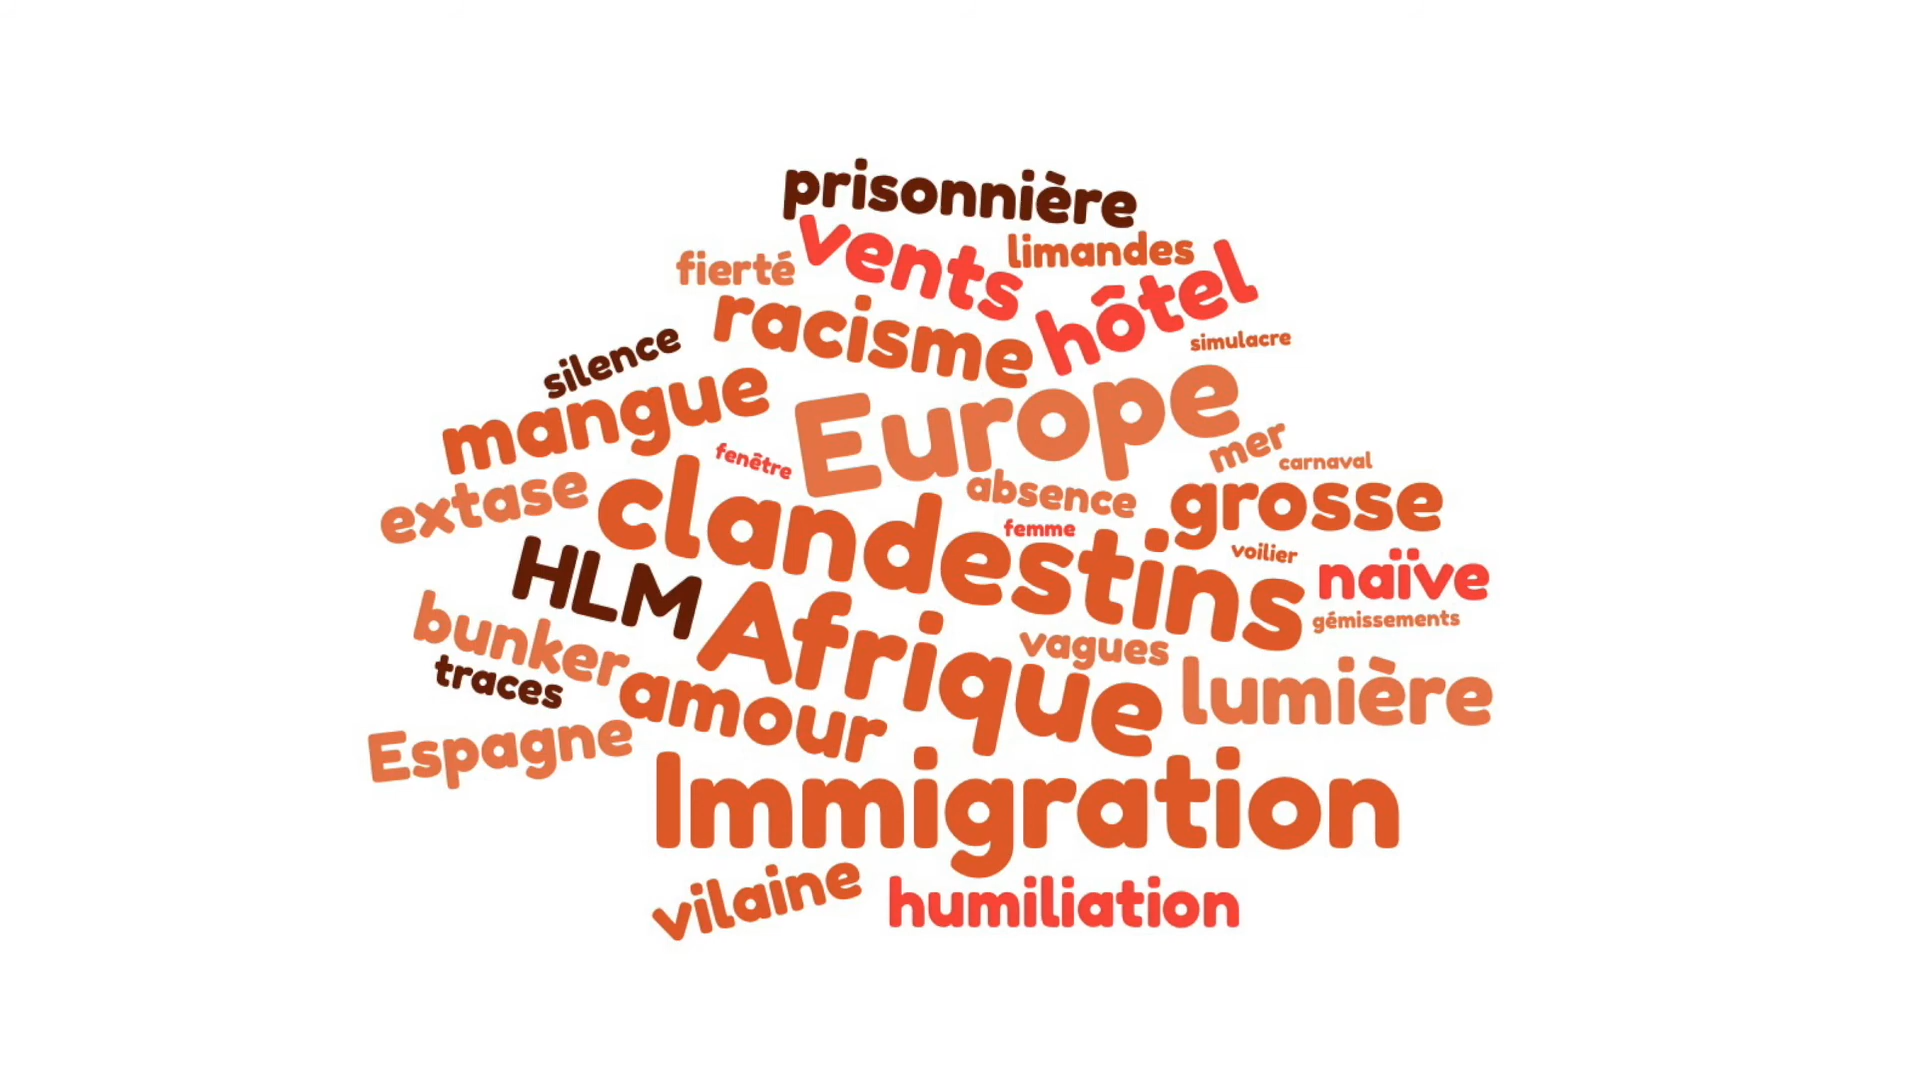 prisonnière
vents
limandes
fierté
hôtel
racisme
simulacre
silence
mangue
Europe
mer
carnaval
fenêtre
extase
absence
grosse
clandestins
femme
voilier
naïve
HLM
gémissements
bunker
Afrique
vagues
traces
amour
lumière
Espagne
Immigration
vilaine
humiliation